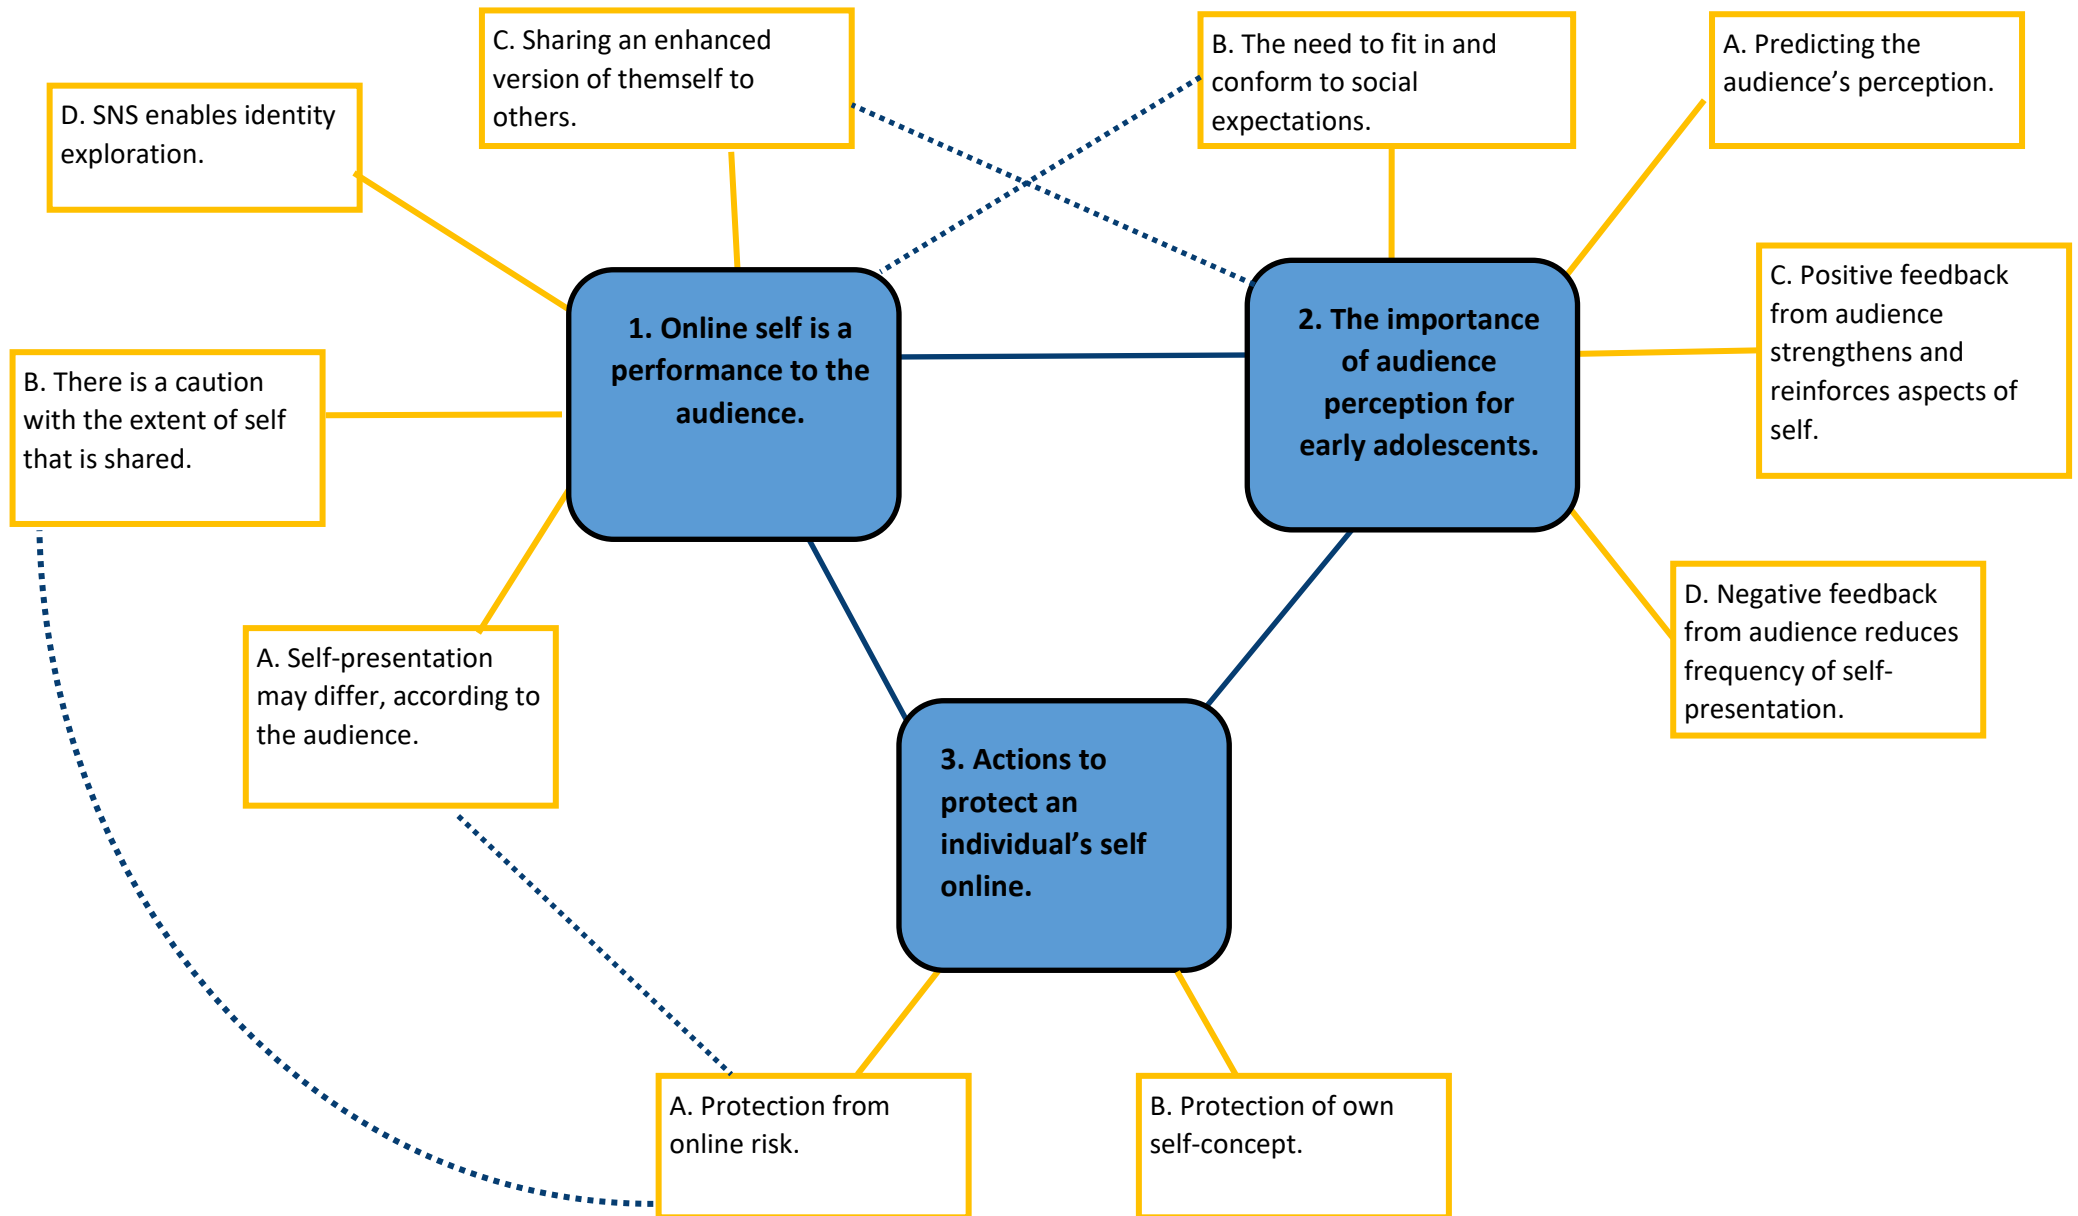 C. Sharing an enhanced
version of themself to
others.
B. The need to fit in and
conform to social
expectations.
A. Predicting the
audience’s perception.
D. SNS enables identity
exploration.
1. Online self is a
performance to the
audience.
2. The importance
of audience
perception for
early adolescents.
C. Positive feedback
from audience
strengthens and
reinforces aspects of
self.
B. There is a caution
with the extent of self
that is shared.
D. Negative feedback
from audience reduces
frequency of self-
presentation.
A. Self-presentation
may differ, according to
the audience.
3. Actions to
protect an
individual’s self
online.
A. Protection from
online risk.
B. Protection of own
self-concept.